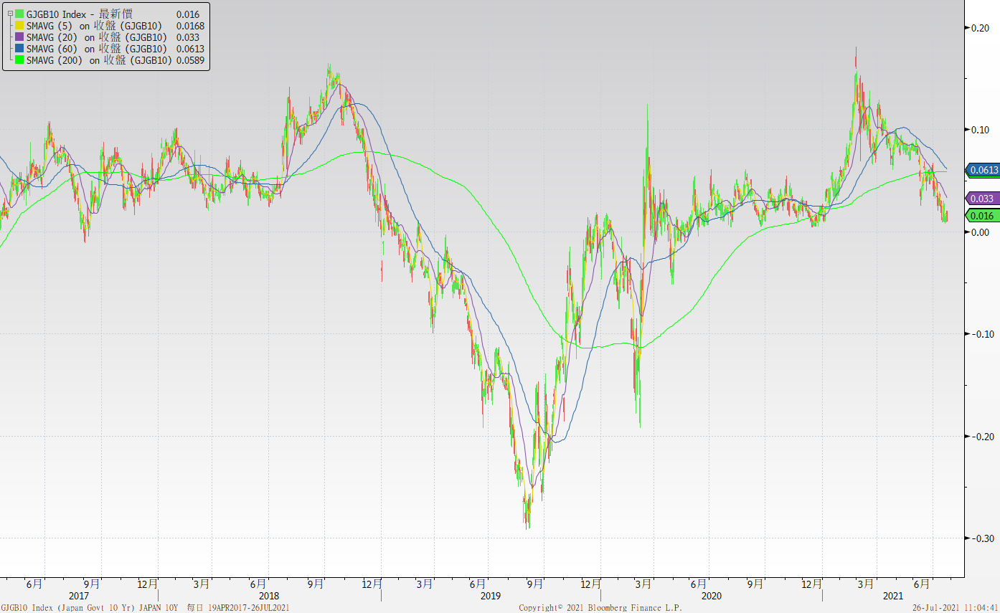 GJGB10 Index - 最新價 0.016
SMAVG (5) on 收盤 (GJGB10) 0.0168
SMAVG (20) on 收盤 (GJGB10) 0.033
SMAVG (60) on 收盤 (GJGB10) 0.0613
SMAVG (200) on 收盤 (GJGB10) 0.0589
0.20
0.10
0.0613
0.033
0.016
0.00
-0.10
-0.20
-0.30
6月 9月 12月 3月 6月 9月 12月 3月 6月 9月 12月 3月 6月 9月 12月 3月 6月
2017 2018 2019 2020 2021
GJGB10 Index (Japan Govt 10 Yr) JAPAN 10Y 每日 19APR2017-26JUL2021 Copyright© 2021 Bloomberg Finance L.P. 26-Jul-2021 11:04:41